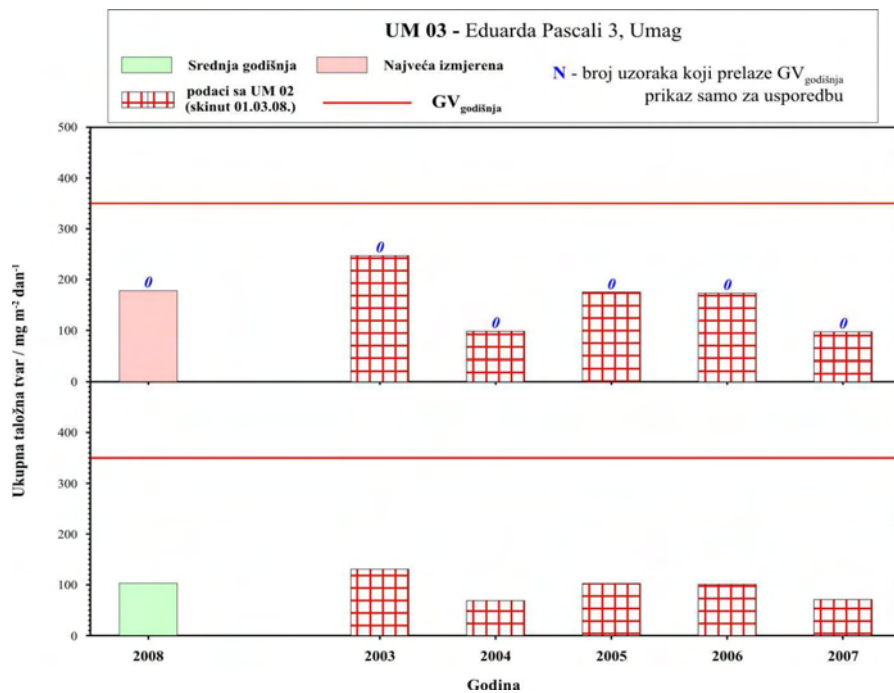 UM 03 - Eduarda Pascali 3, Umag
Srednja godišnja
Najveća izmjerena
N - broj uzoraka koji prelaze GVgodišnja
prikaz samo za usporedbu
podaci sa UM 02
(skinut 01.03.08.)
GVgodišnja
Ukupna taložna tvar / mg m⁻² dan⁻¹
500
400
300
200
100
0
0
0
0
0
0
0
400
300
200
100
0
2008
2003
2004
2005
2006
2007
Godina